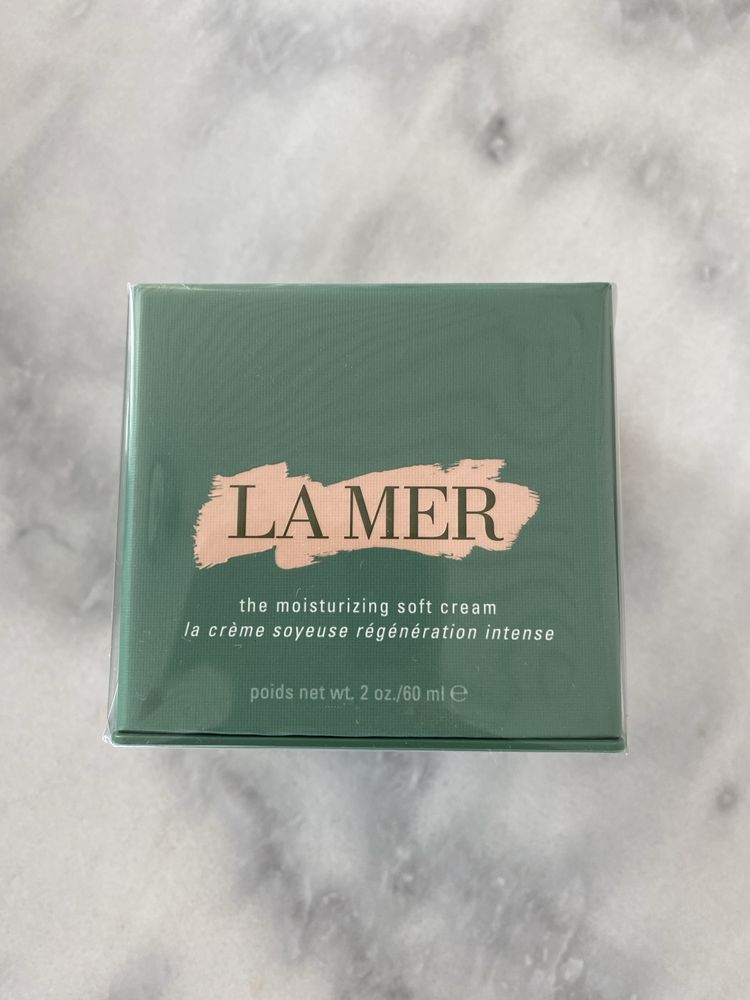 LA MER
the moisturizing soft cream
la crème soyeuse régénération intense
poids net wt. 2 oz./60 ml ℮